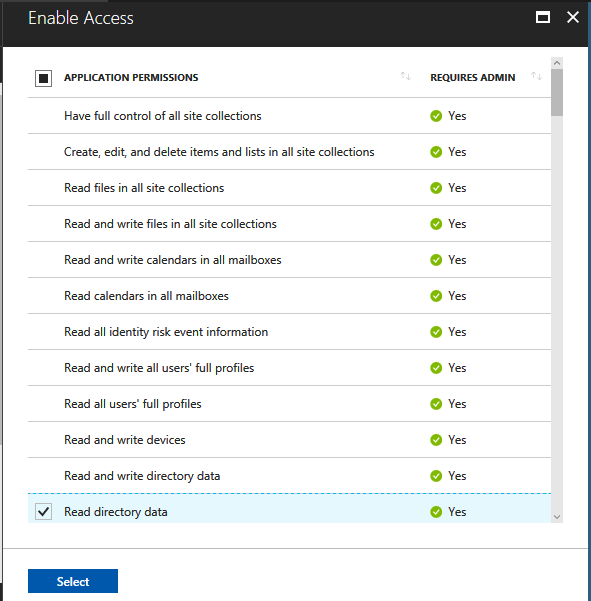 Enable Access
APPLICATION PERMISSIONS REQUIRES ADMIN
Have full control of all site collections Yes
Create, edit, and delete items and lists in all site collections Yes
Read files in all site collections Yes
Read and write files in all site collections Yes
Read and write calendars in all mailboxes Yes
Read calendars in all mailboxes Yes
Read all identity risk event information Yes
Read and write all users' full profiles Yes
Read all users' full profiles Yes
Read and write devices Yes
Read and write directory data Yes
Read directory data Yes
Select